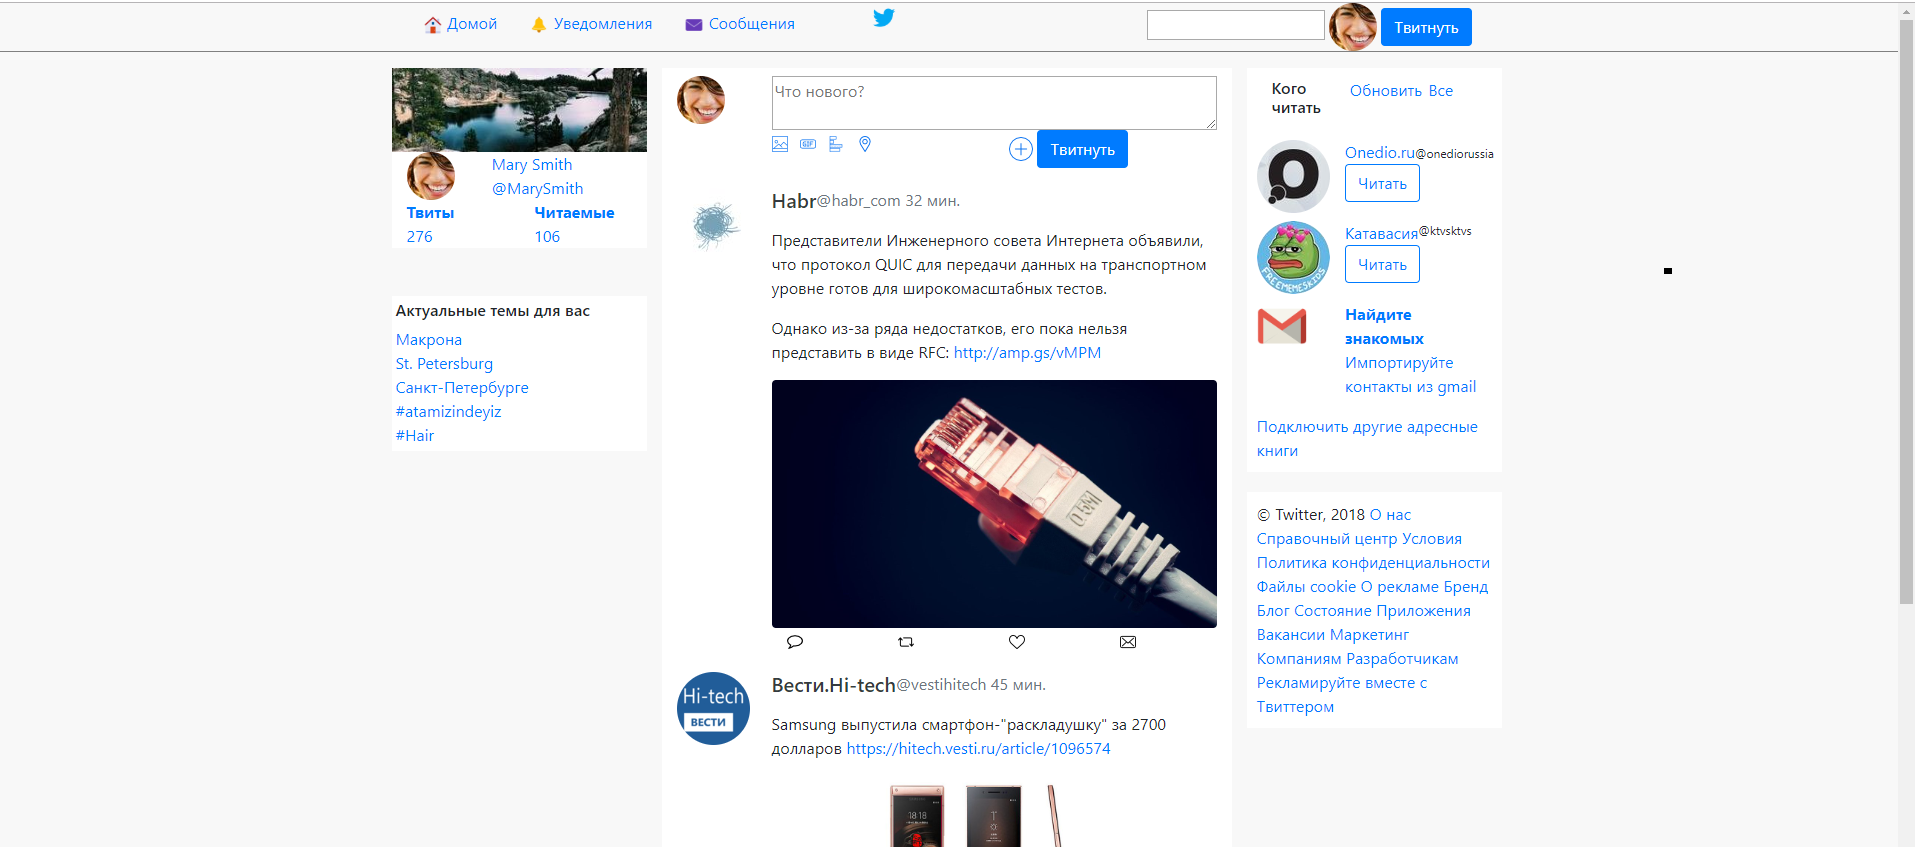 Домой Уведомления Сообщения Твитнуть
Mary Smith
@MarySmith
Твиты Читаемые
276 106
Актуальные темы для вас
Макрона
St. Petersburg
Санкт-Петербурге
#atamizindeyiz
#Hair
Что нового?
GIF
Твитнуть
Habr@habr_com 32 мин.
Представители Инженерного совета Интернета объявили,
что протокол QUIC для передачи данных на транспортном
уровне готов для широкомасштабных тестов.
Однако из-за ряда недостатков, его пока нельзя
представить в виде RFC: http://amp.gs/vMPM
0.5M
Hi-tech
ВЕСТИ
Вести.Hi-tech@vestihitech 45 мин.
Samsung выпустила смартфон-"раскладушку" за 2700
долларов https://hitech.vesti.ru/article/1096574
18 18
Кого
читать
Обновить Все
Onedio.ru@onediorussia
Читать
FREEMEMESKIDS
Катавасия@ktvsktvs
Читать
Найдите
знакомых
Импортируйте
контакты из gmail
Подключить другие адресные
книги
© Twitter, 2018 О нас
Справочный центр Условия
Политика конфиденциальности
Файлы cookie О рекламе Бренд
Блог Состояние Приложения
Вакансии Маркетинг
Компаниям Разработчикам
Рекламируйте вместе с
Твиттером